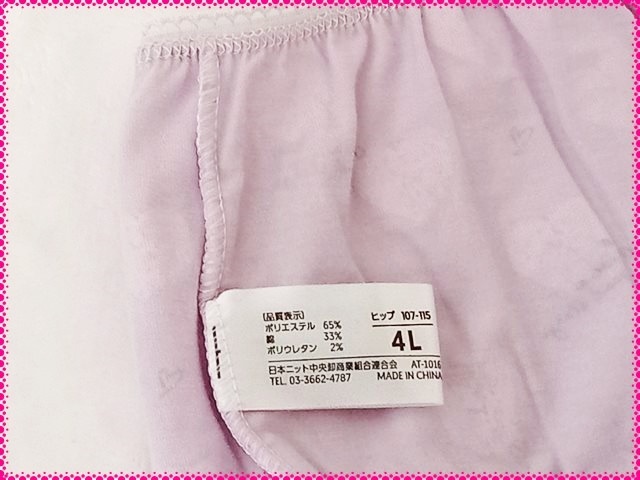 (品質表示)
ポリエステル 65%
綿 33%
ポリウレタン 2%
ヒップ 107-115
4L
日本ニット中央卸商業組合連合会 AT-1016
TEL. 03-3662-4787 MADE IN CHINA